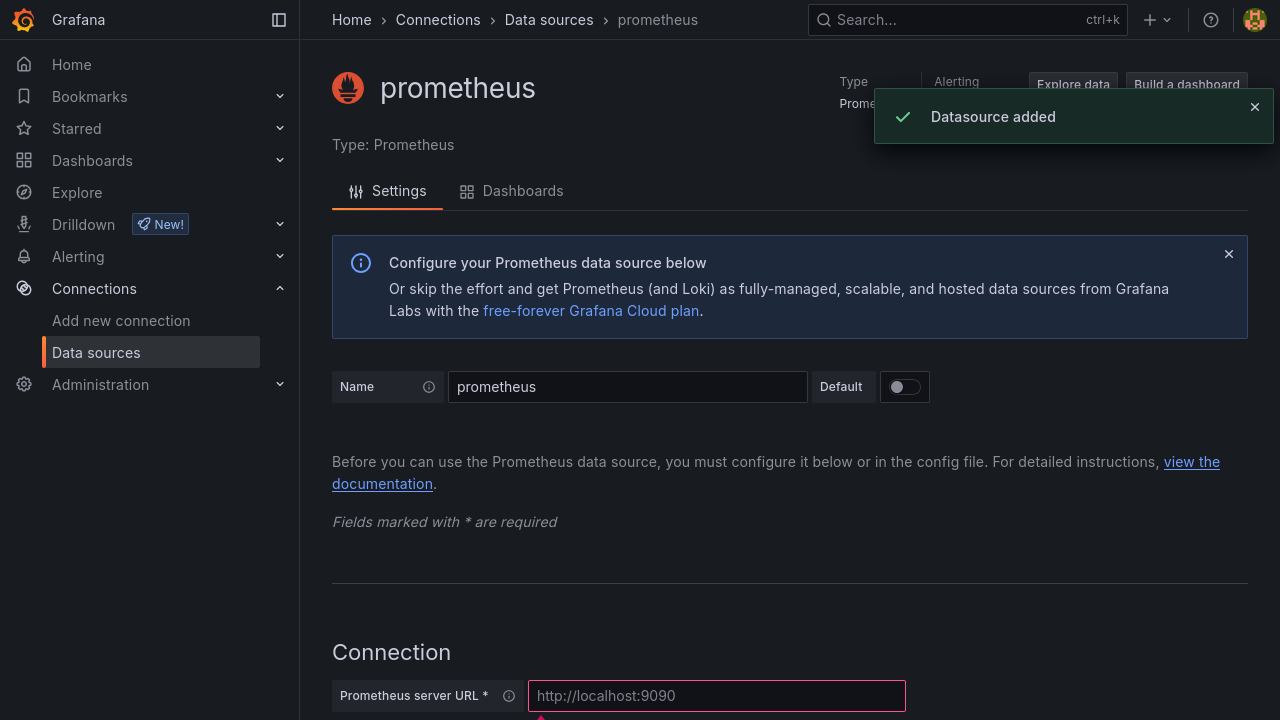 Grafana
Home
Connections
Data sources
prometheus
Search...
ctrl+k
Home
Bookmarks
Starred
Dashboards
Explore
Drilldown
New!
Alerting
Connections
Add new connection
Data sources
Administration
prometheus
Type
Alerting
Explore data
Build a dashboard
Datasource added
Type: Prometheus
Settings
Dashboards
Configure your Prometheus data source below
Or skip the effort and get Prometheus (and Loki) as fully-managed, scalable, and hosted data sources from Grafana
Labs with the free-forever Grafana Cloud plan.
Name
prometheus
Default
Before you can use the Prometheus data source, you must configure it below or in the config file. For detailed instructions, view the
documentation.
Fields marked with * are required
Connection
Prometheus server URL *
http://localhost:9090